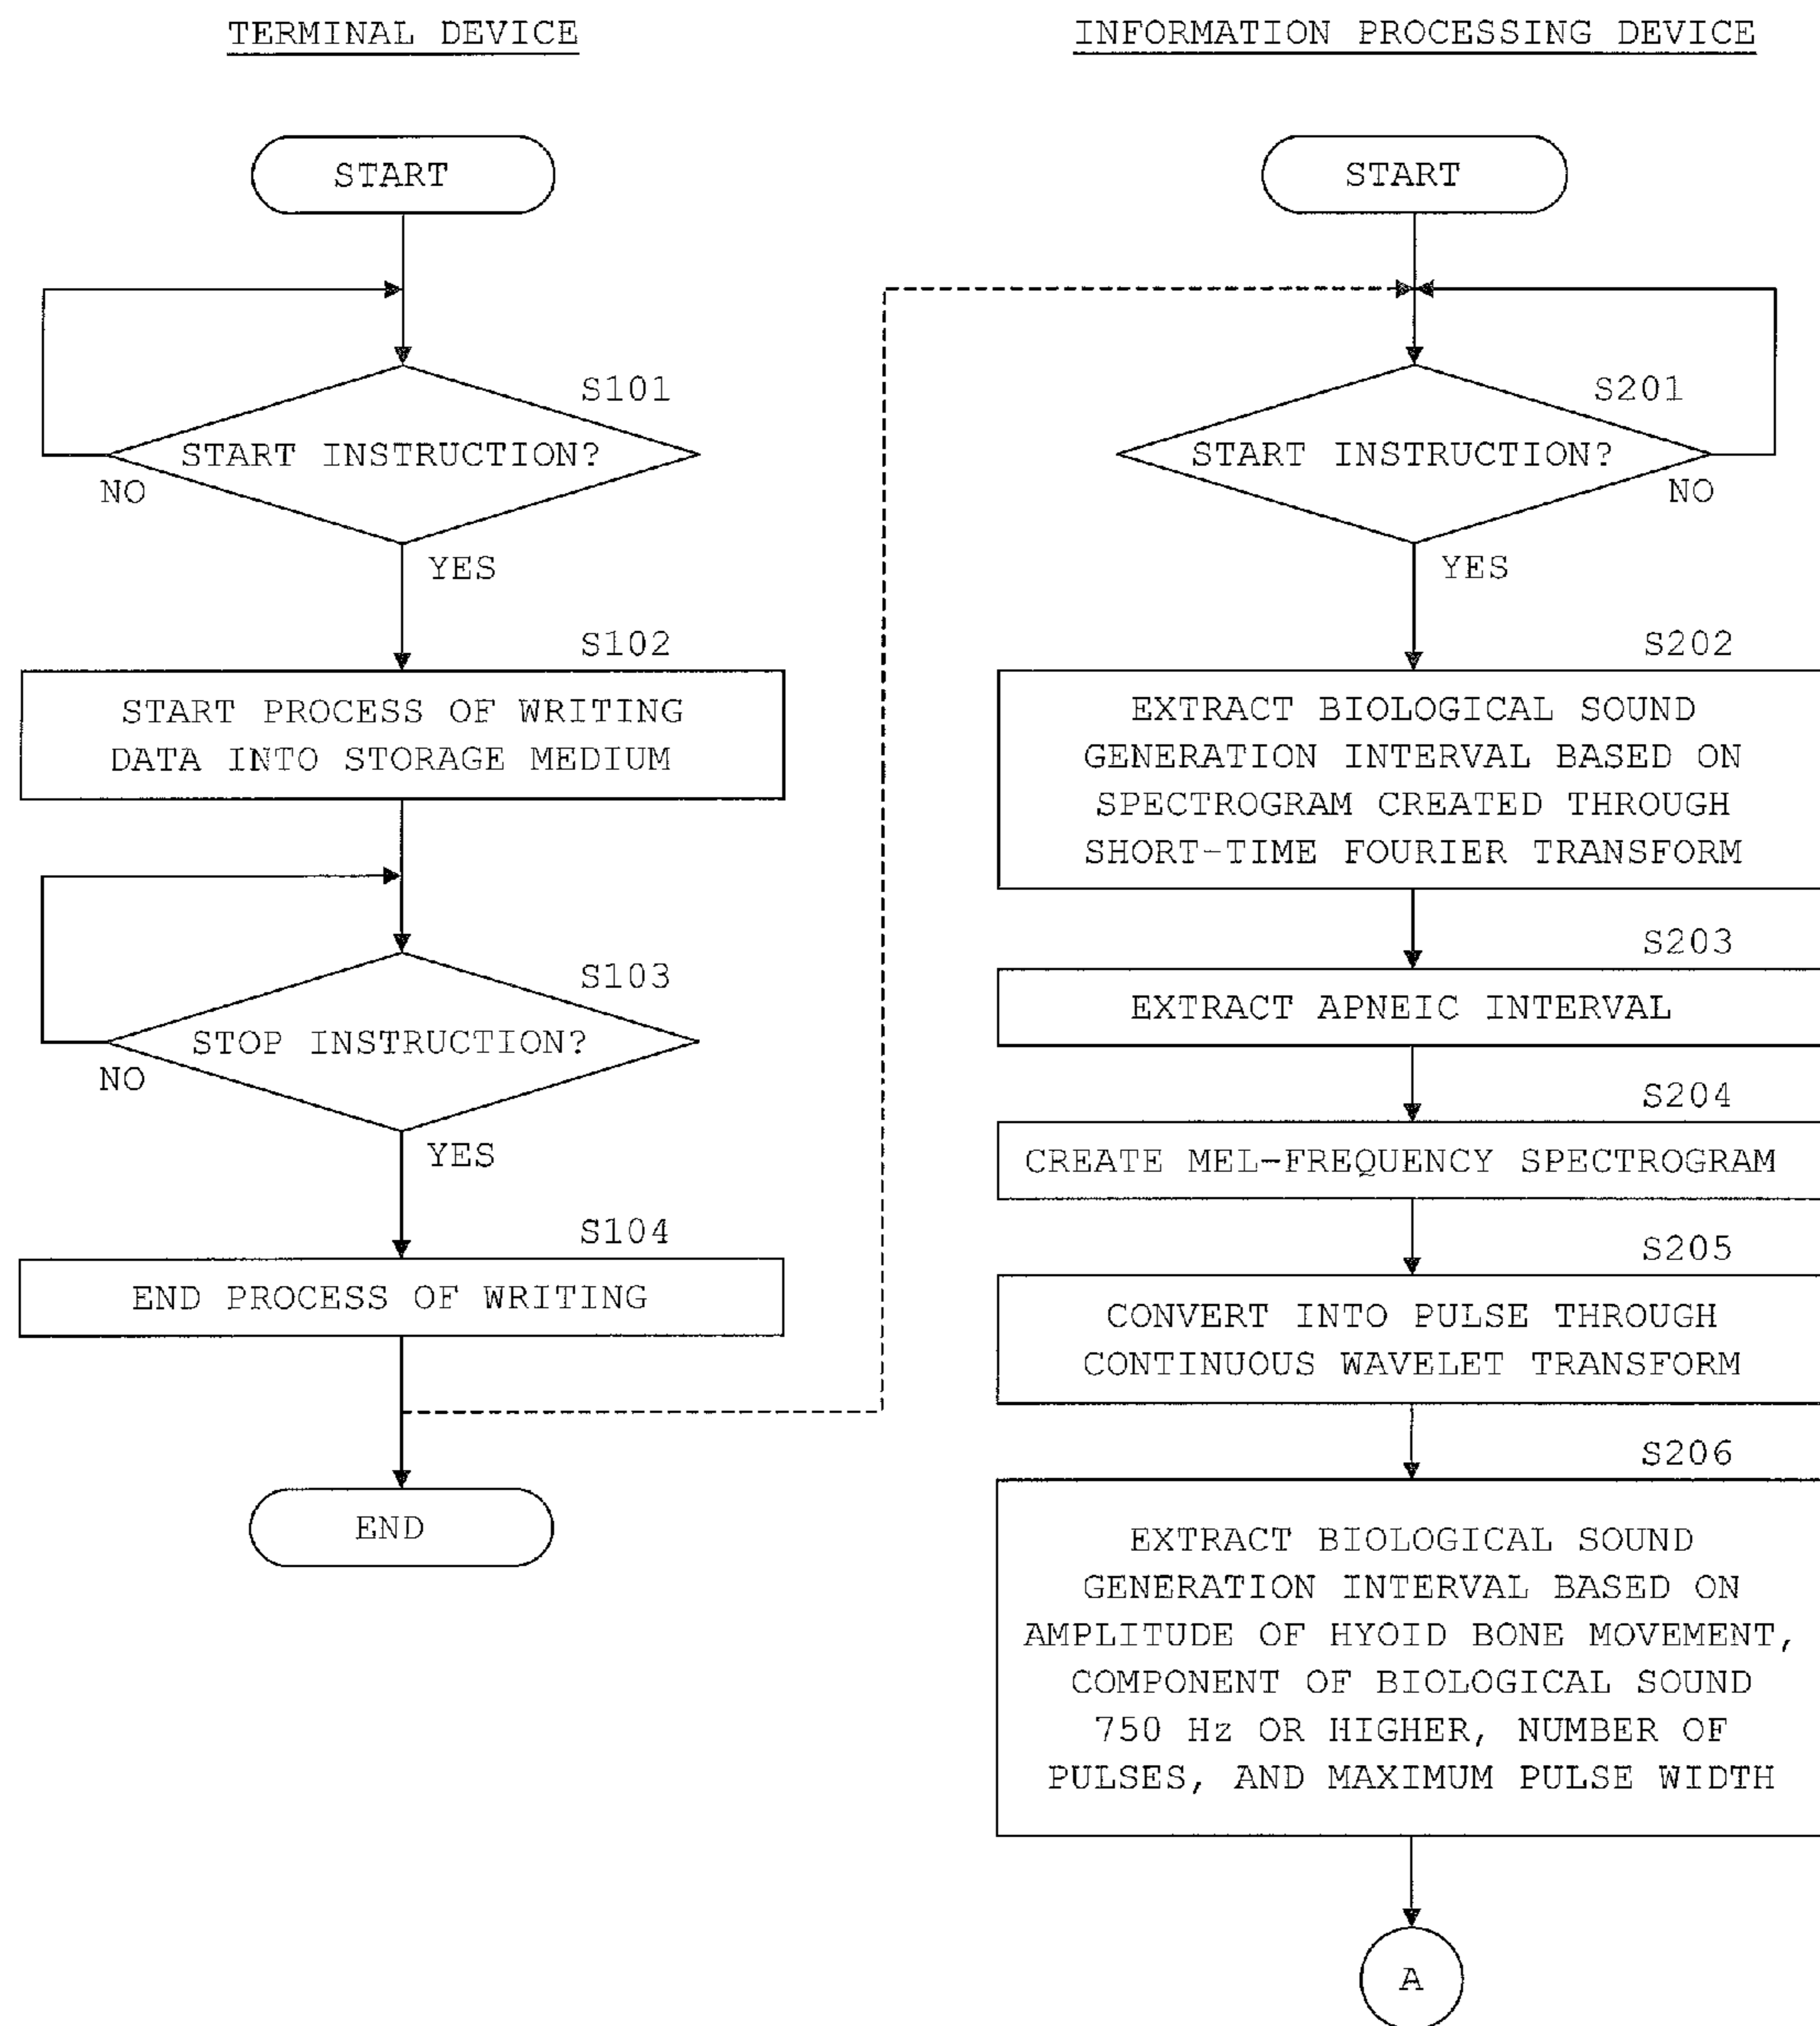 TERMINAL DEVICE
START
S101
START INSTRUCTION?
NO
YES
S102
START PROCESS OF WRITING
DATA INTO STORAGE MEDIUM
S103
STOP INSTRUCTION?
NO
YES
S104
END PROCESS OF WRITING
END
INFORMATION PROCESSING DEVICE
START
S201
START INSTRUCTION?
NO
YES
S202
EXTRACT BIOLOGICAL SOUND
GENERATION INTERVAL BASED ON
SPECTROGRAM CREATED THROUGH
SHORT-TIME FOURIER TRANSFORM
S203
EXTRACT APNEIC INTERVAL
S204
CREATE MEL-FREQUENCY SPECTROGRAM
S205
CONVERT INTO PULSE THROUGH
CONTINUOUS WAVELET TRANSFORM
S206
EXTRACT BIOLOGICAL SOUND
GENERATION INTERVAL BASED ON
AMPLITUDE OF HYOID BONE MOVEMENT,
COMPONENT OF BIOLOGICAL SOUND
750 Hz OR HIGHER, NUMBER OF
PULSES, AND MAXIMUM PULSE WIDTH
A